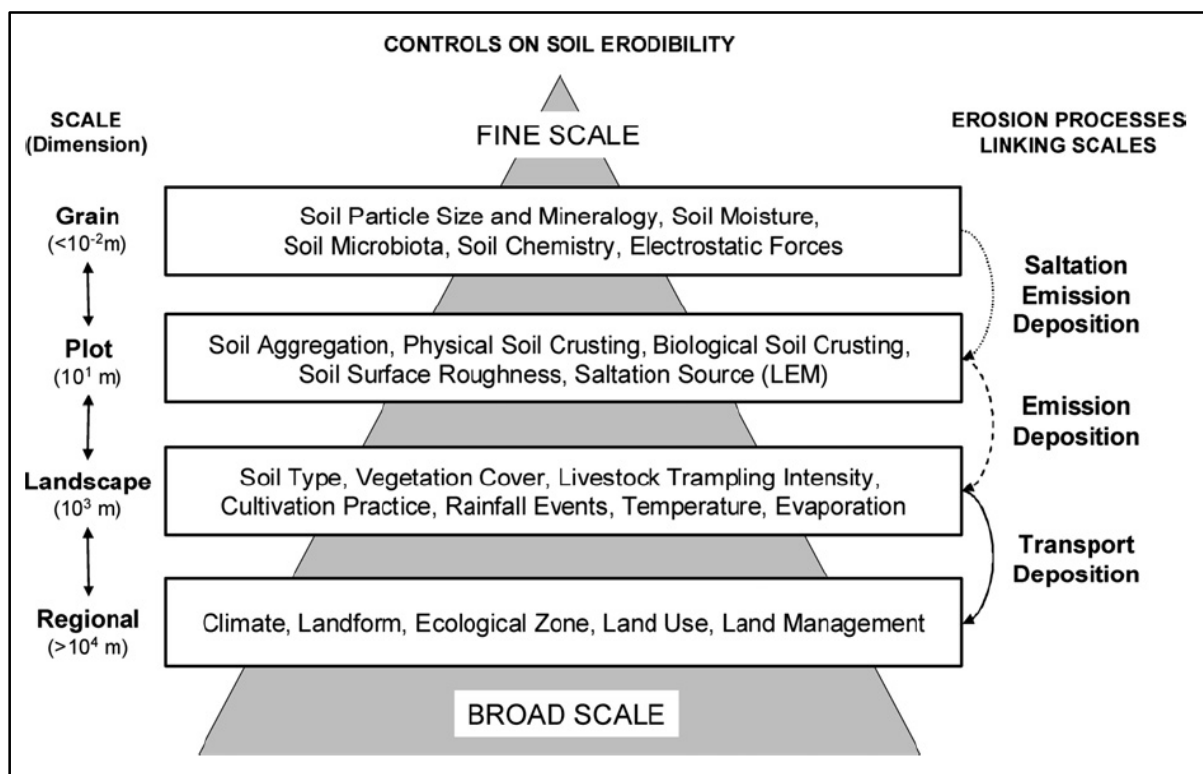 CONTROLS ON SOIL ERODIBILITY
SCALE
(Dimension)
FINE SCALE
EROSION PROCESSES
LINKING SCALES
Grain
(<10⁻²m)
Soil Particle Size and Mineralogy, Soil Moisture,
Soil Microbiota, Soil Chemistry, Electrostatic Forces
Saltation
Emission
Deposition
Plot
(10¹ m)
Soil Aggregation, Physical Soil Crusting, Biological Soil Crusting,
Soil Surface Roughness, Saltation Source (LEM)
Emission
Deposition
Landscape
(10³ m)
Soil Type, Vegetation Cover, Livestock Trampling Intensity,
Cultivation Practice, Rainfall Events, Temperature, Evaporation
Transport
Deposition
Regional
(>10⁴ m)
Climate, Landform, Ecological Zone, Land Use, Land Management
BROAD SCALE